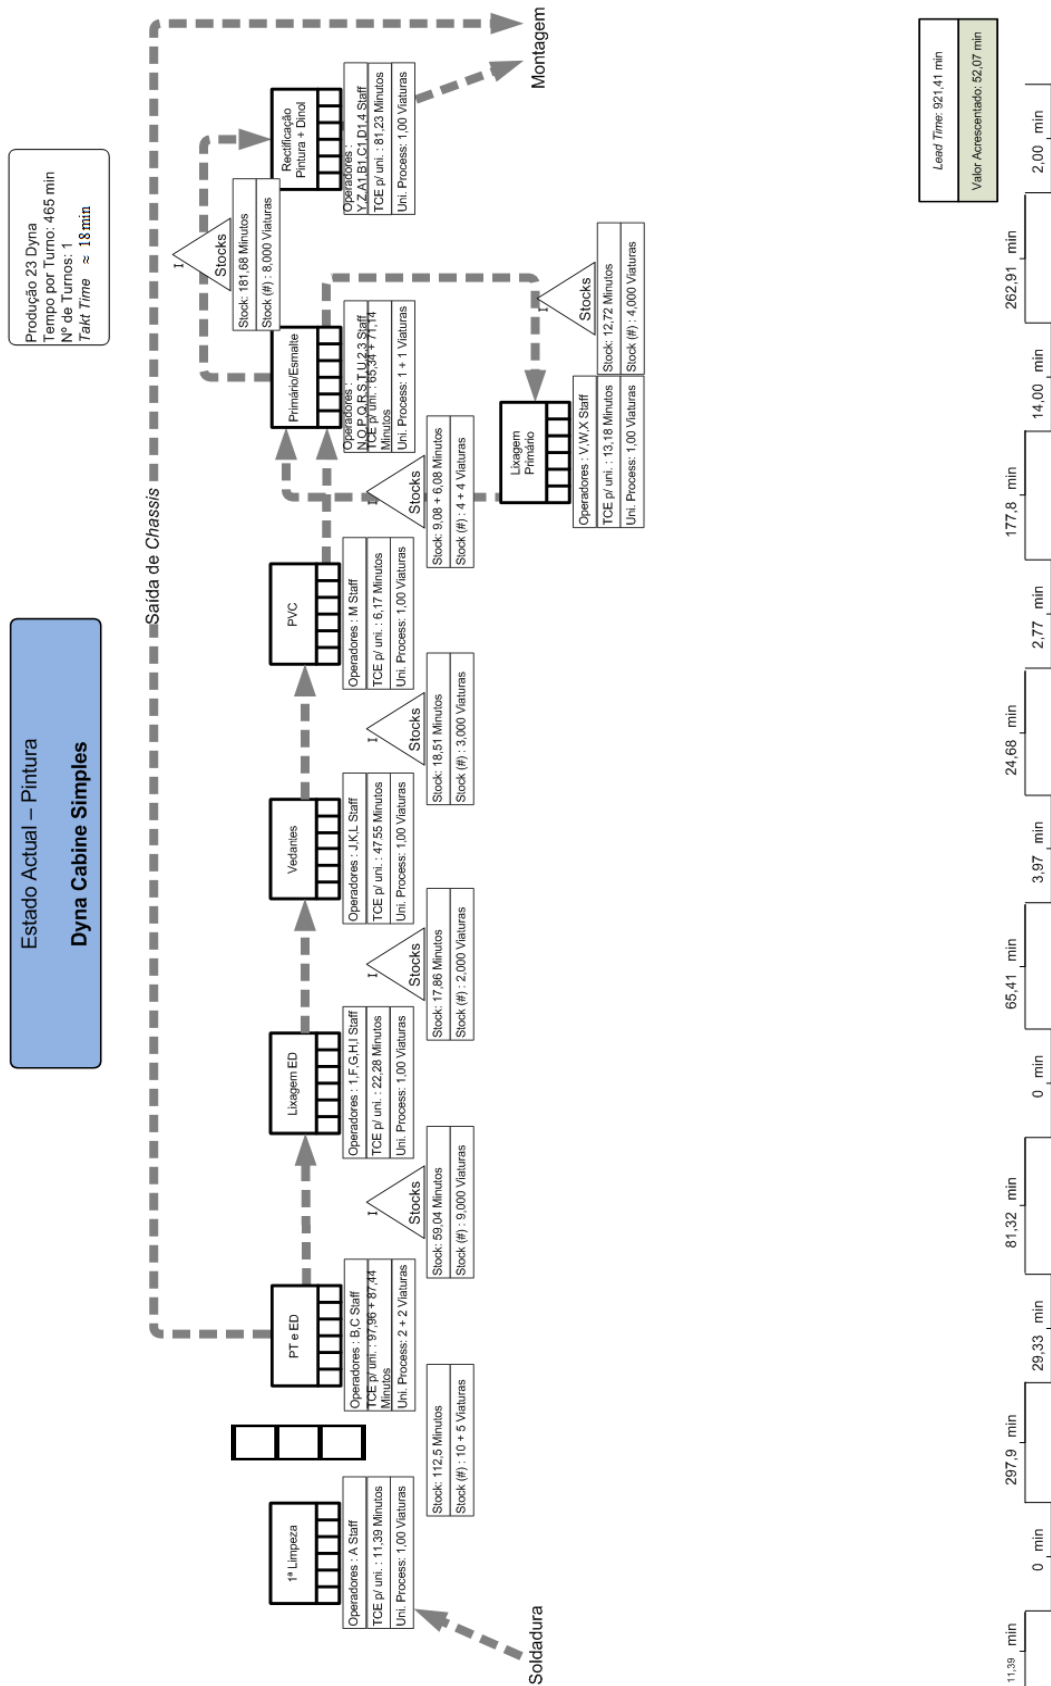 Estado Actual – Pintura
Dyna Cabine Simples
Produção 23 Dyna
Tempo por Turno: 465 min
Nº de Turnos: 1
Takt Time ≈ 18min
Saída de Chassis
Soldadura
1ª Limpeza
Operadores : A Staff
TCE p/ uni. : 11,39 Minutos
Uni. Process: 1,00 Viaturas
Stock: 112,5 Minutos
Stock (#) : 10 + 5 Viaturas
PT e ED
Operadores : B,C Staff
TCE p/ uni. : 97,96 + 87,44
Minutos
Uni. Process: 2 + 2 Viaturas
I
Stocks
Stock: 59,04 Minutos
Stock (#) : 9,000 Viaturas
Lixagem ED
Operadores : 1,F,G,H,I Staff
TCE p/ uni. : 22,28 Minutos
Uni. Process: 1,00 Viaturas
I
Stocks
Stock: 17,86 Minutos
Stock (#) : 2,000 Viaturas
Vedantes
Operadores : J,K,L Staff
TCE p/ uni. : 47,55 Minutos
Uni. Process: 1,00 Viaturas
I
Stocks
Stock: 18,51 Minutos
Stock (#) : 3,000 Viaturas
PVC
Operadores : M Staff
TCE p/ uni. : 6,17 Minutos
Uni. Process: 1,00 Viaturas
I
Stocks
Stock: 9,08 + 6,08 Minutos
Stock (#) : 4 + 4 Viaturas
Primário/Esmalte
Operadores :
N,O,P,Q,R,S,T,U,2,3 Staff
TCE p/ uni. : 65,34 + 71,14
Minutos
Uni. Process: 1 + 1 Viaturas
Lixagem
Primário
Operadores : V,W,X Staff
TCE p/ uni. : 13,18 Minutos
Uni. Process: 1,00 Viaturas
I
Stocks
Stock: 12,72 Minutos
Stock (#) : 4,000 Viaturas
I
Stocks
Stock: 181,68 Minutos
Stock (#) : 8,000 Viaturas
Rectificação
Pintura + Dinol
Operadores :
Y,Z,A1,B1,C1,D1,4 Staff
TCE p/ uni. : 81,23 Minutos
Uni. Process: 1,00 Viaturas
Montagem
Lead Time: 921,41 min
Valor Acrescentado: 52,07 min
11,39 min
0 min
297,9 min
29,33 min
81,32 min
0 min
65,41 min
3,97 min
24,68 min
2,77 min
177,8 min
14,00 min
262,91 min
2,00 min